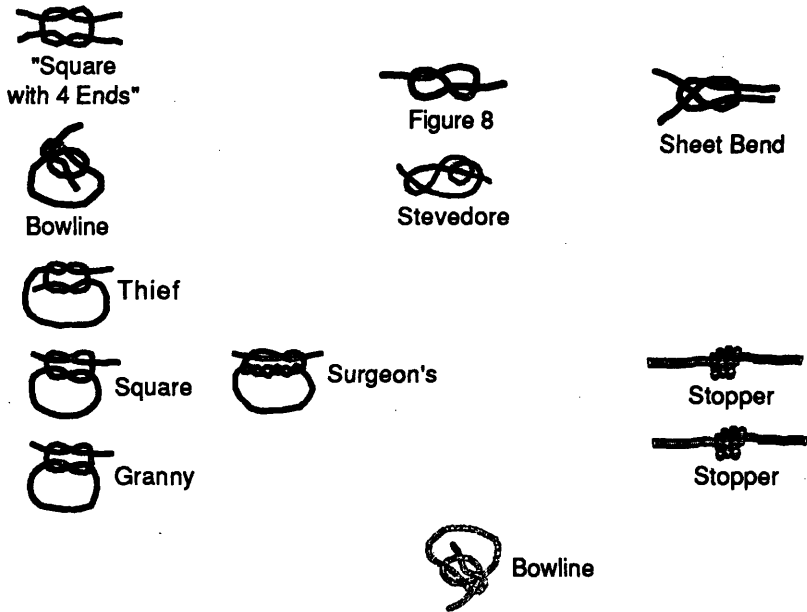 "Square
with 4 Ends"
Figure 8
Sheet Bend
Bowline
Stevedore
Thief
Square
Surgeon's
Stopper
Granny
Stopper
Bowline